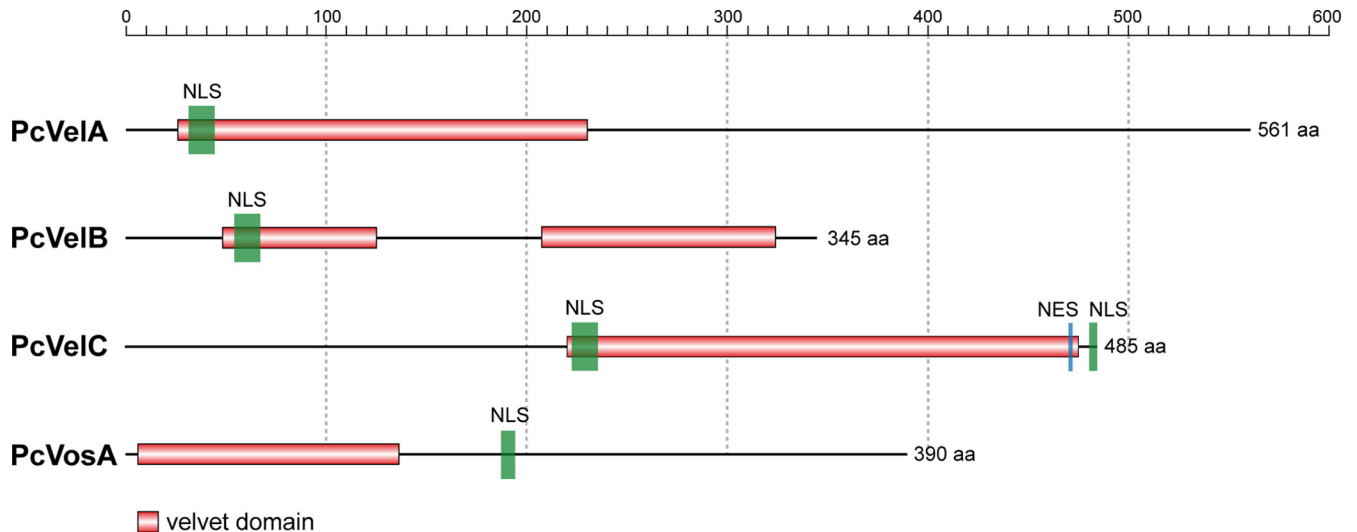 0 100 200 300 400 500 600
NLS
PcVelA 561 aa
NLS
PcVelB 345 aa
NLS NES NLS
PcVelC 485 aa
NLS
PcVosA 390 aa
velvet domain